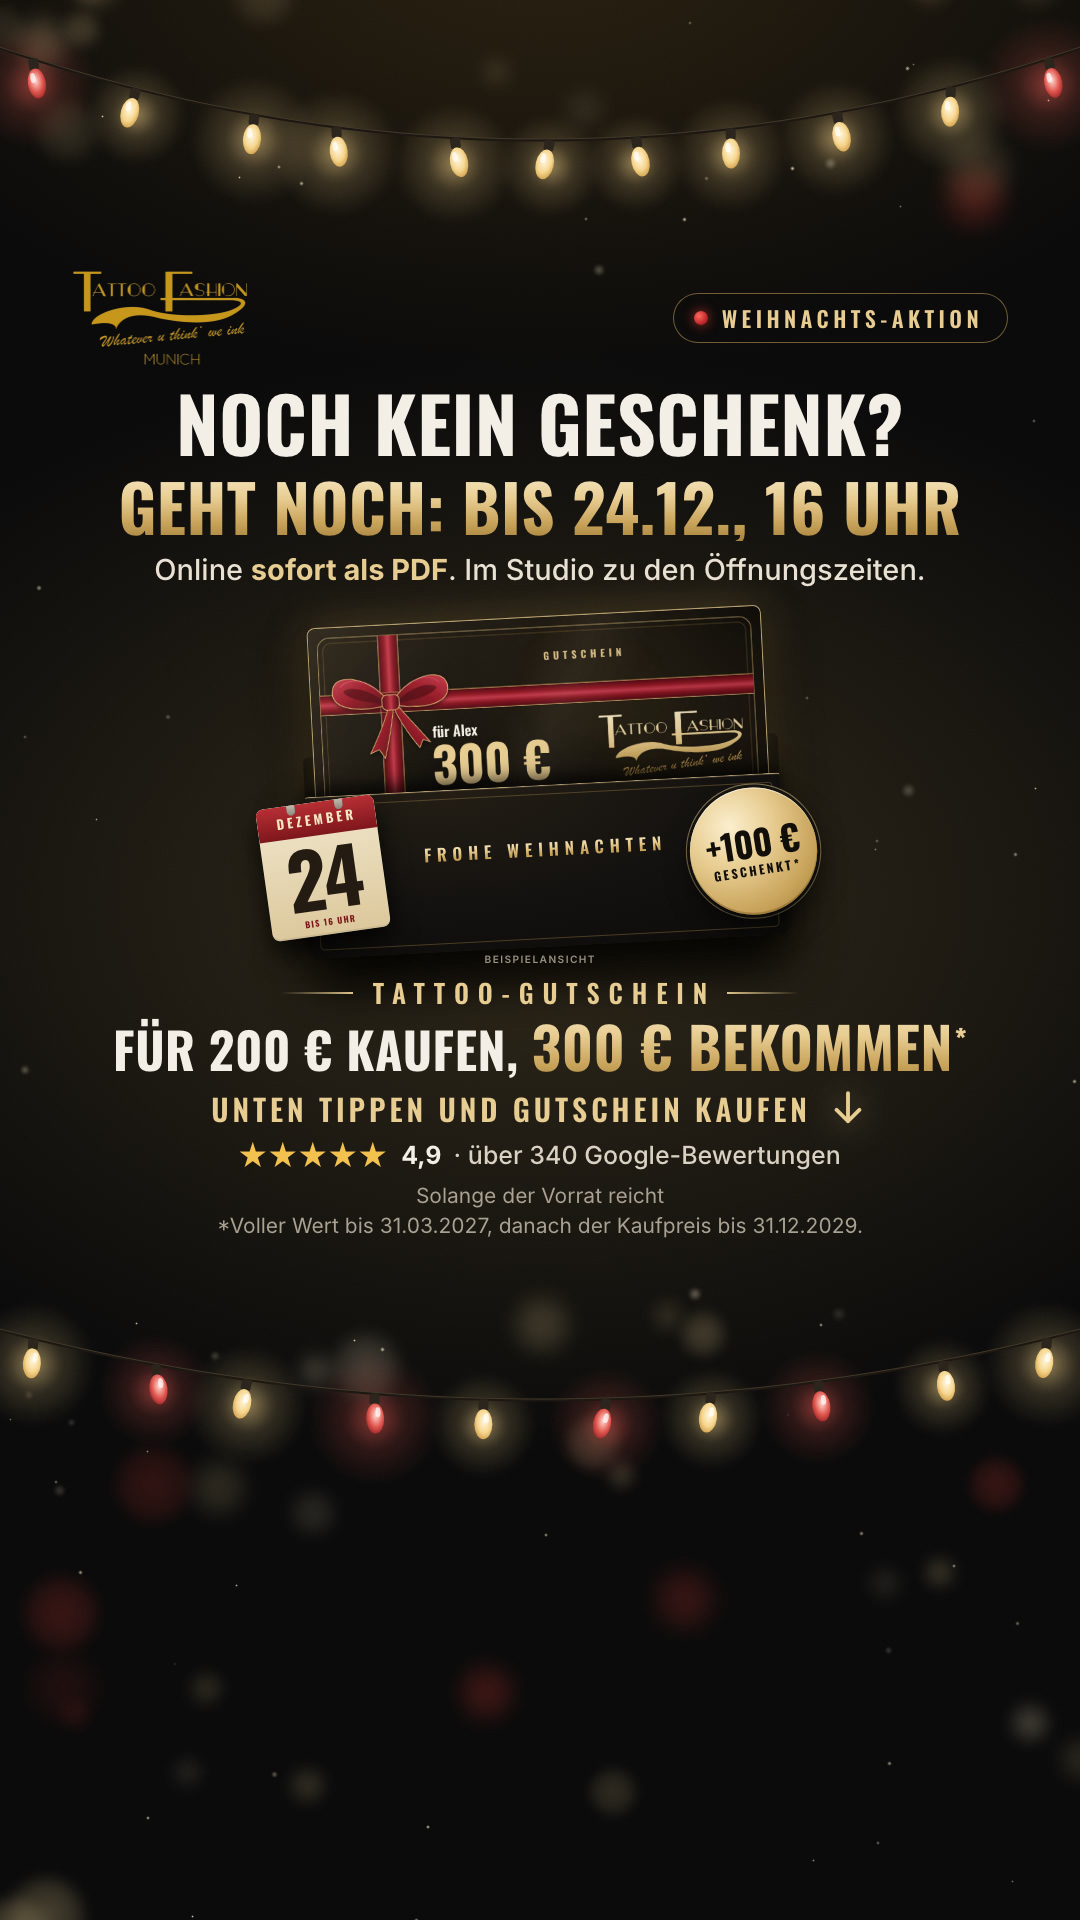 TATTOO FASHION
Whatever u think' we ink
MUNICH
WEIHNACHTS-AKTION
NOCH KEIN GESCHENK?
GEHT NOCH: BIS 24.12., 16 UHR
Online sofort als PDF. Im Studio zu den Öffnungszeiten.
GUTSCHEIN
für Alex
300 €
TATTOO FASHION
Whatever u think' we ink
DEZEMBER
24
BIS 16 UHR
FROHE WEIHNACHTEN
+100 €
GESCHENKT*
BEISPIELANSICHT
TATTOO-GUTSCHEIN
FÜR 200 € KAUFEN, 300 € BEKOMMEN*
UNTEN TIPPEN UND GUTSCHEIN KAUFEN ↓
★★★★★ 4,9 · über 340 Google-Bewertungen
Solange der Vorrat reicht
*Voller Wert bis 31.03.2027, danach der Kaufpreis bis 31.12.2029.